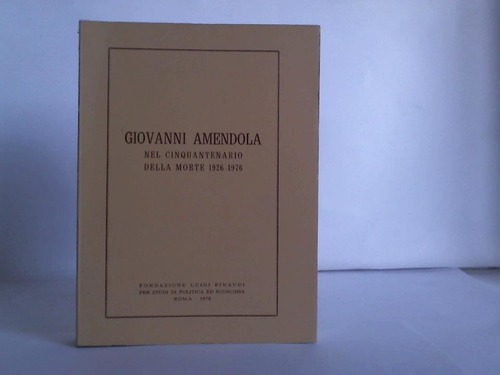 GIOVANNI AMENDOLA
NEL CINQUANTENARIO
DELLA MORTE 1926-1976
FONDAZIONE LUIGI EINAUDI
PER STUDI DI POLITICA ED ECONOMIA
ROMA 1976